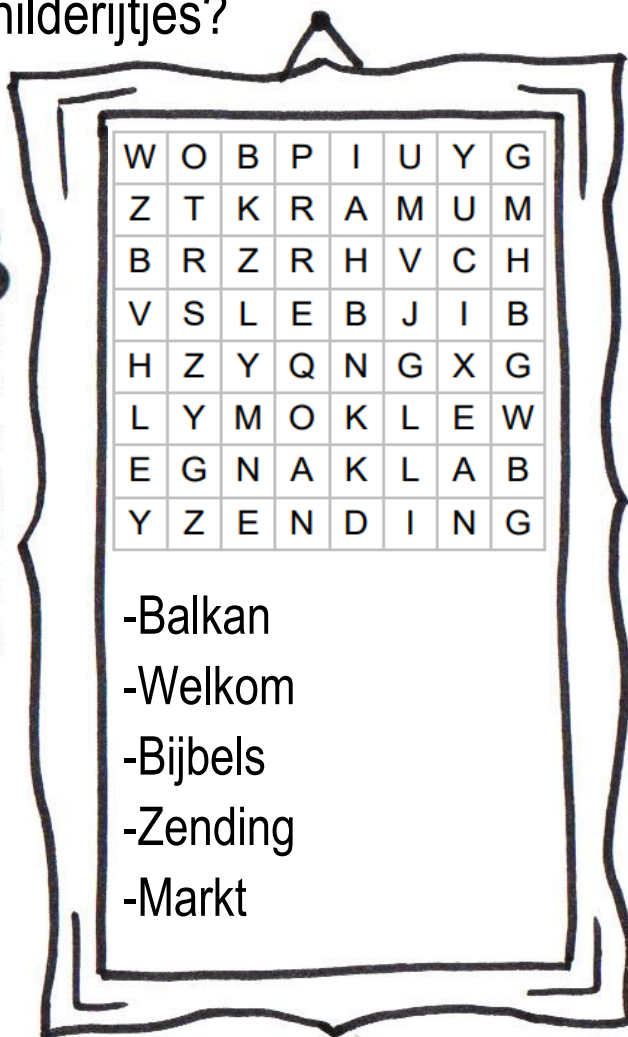 hilderijtjes?
W O B P I U Y G
Z T K R A M U M
B R Z R H V C H
V S L E B J I B
H Z Y Q N G X G
L Y M O K L E W
E G N A K L A B
Y Z E N D I N G
-Balkan
-Welkom
-Bijbels
-Zending
-Markt